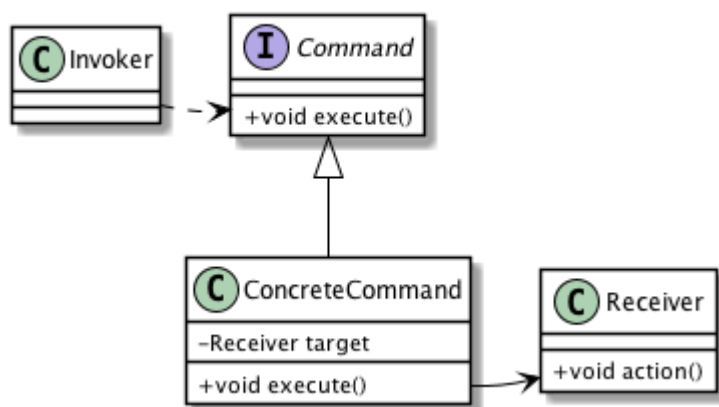 C Invoker
I Command
+void execute()
C ConcreteCommand
-Receiver target
+void execute()
C Receiver
+void action()